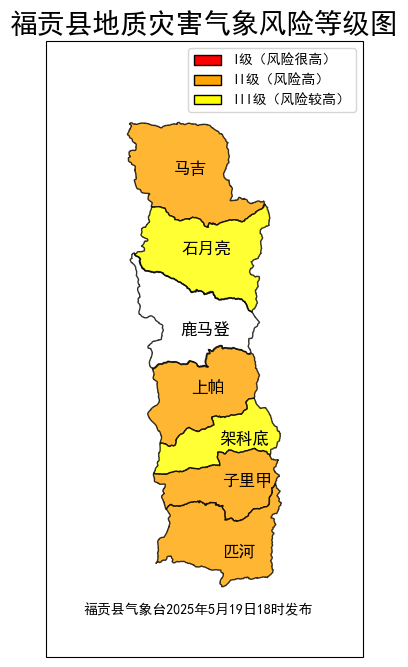 福贡县地质灾害气象风险等级图
I级（风险很高）
II级（风险高）
III级（风险较高）
马吉
石月亮
鹿马登
上帕
架科底
子里甲
匹河
福贡县气象台2025年5月19日18时发布